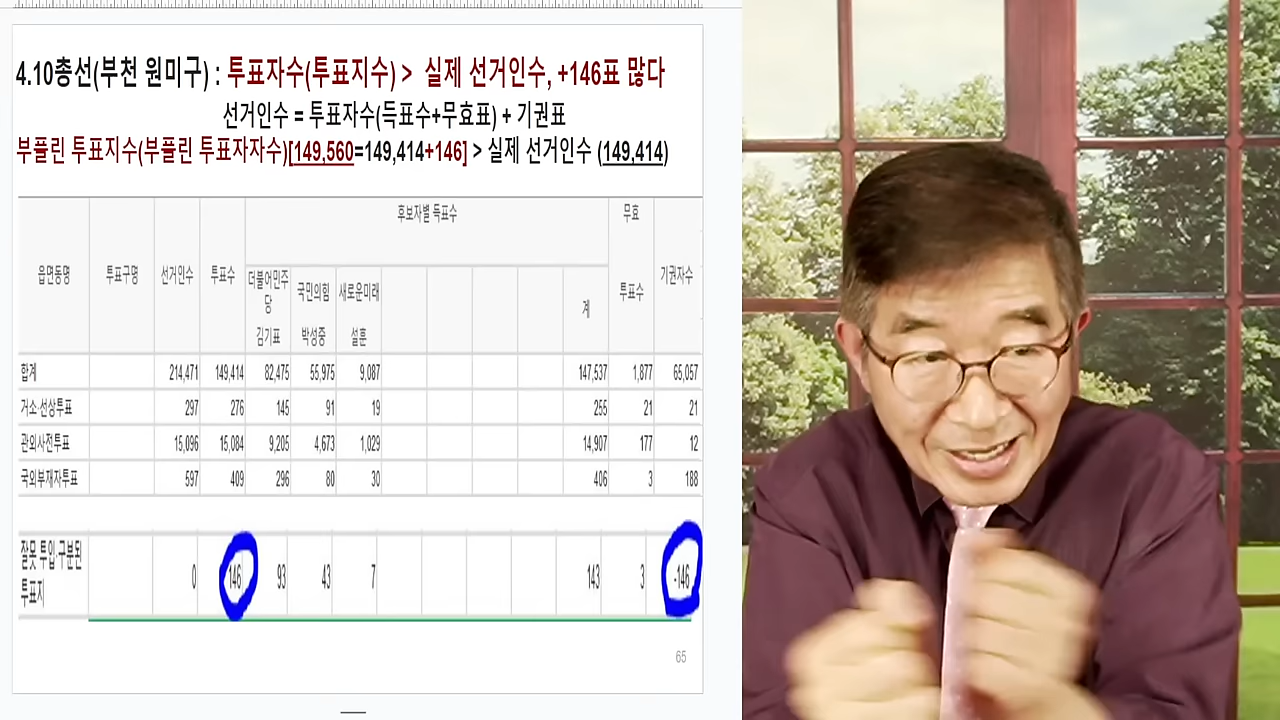 4.10총선(부천 원미구) : 투표자수(투표지수) > 실제 선거인수, +146표 많다
선거인수 = 투표자수(득표수+무효표) + 기권표
부풀린 투표지수(부풀린 투표자자수)[149,560=149,414+146] > 실제 선거인수 (149,414)
읍면동명 투표구명 선거인수 투표수 후보자별 득표수 무효 투표수 기권자수
더불어민주당 김기표 국민의힘 박성중 새로운미래 설훈 계
합계 214,471 149,414 82,475 55,975 9,087 147,537 1,877 65,057
거소·선상투표 297 276 145 91 19 255 21 21
관외사전투표 15,096 15,084 9,205 4,673 1,029 14,907 177 12
국외부재자투표 597 409 296 80 30 406 3 188
잘못 투입·구분된 투표지 0 146 93 43 7 143 3 -146
65